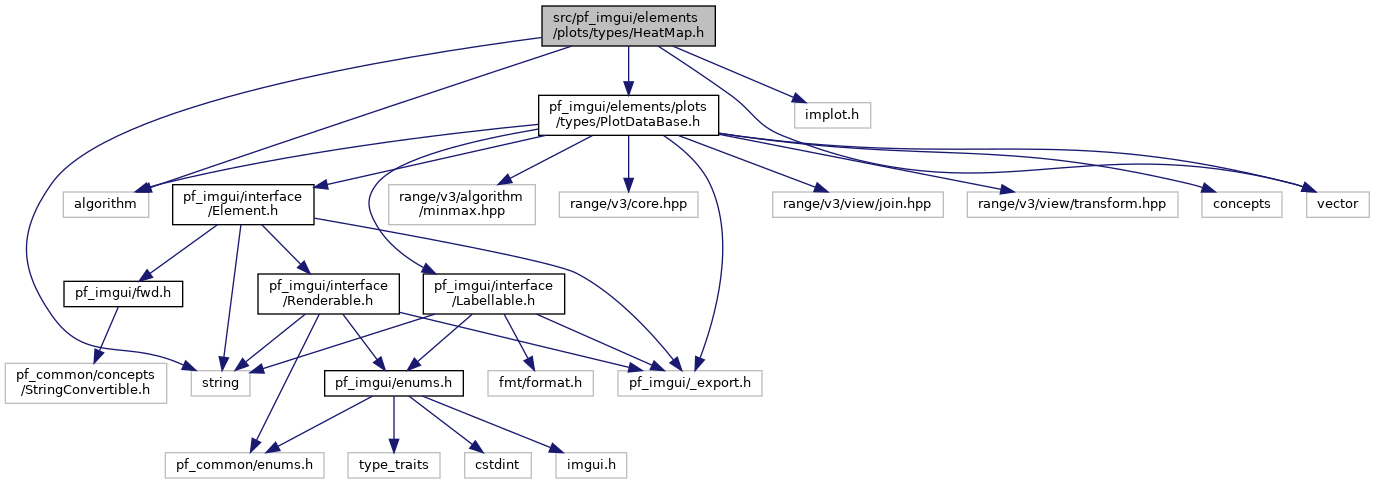 src/pf_imgui/elements
/plots/types/HeatMap.h
pf_imgui/elements/plots
/types/PlotDataBase.h
implot.h
algorithm
pf_imgui/interface
/Element.h
range/v3/algorithm
/minmax.hpp
range/v3/core.hpp
range/v3/view/join.hpp
range/v3/view/transform.hpp
concepts
vector
pf_imgui/fwd.h
pf_imgui/interface
/Renderable.h
pf_imgui/interface
/Labellable.h
pf_common/concepts
/StringConvertible.h
string
pf_imgui/enums.h
fmt/format.h
pf_imgui/_export.h
pf_common/enums.h
type_traits
cstdint
imgui.h